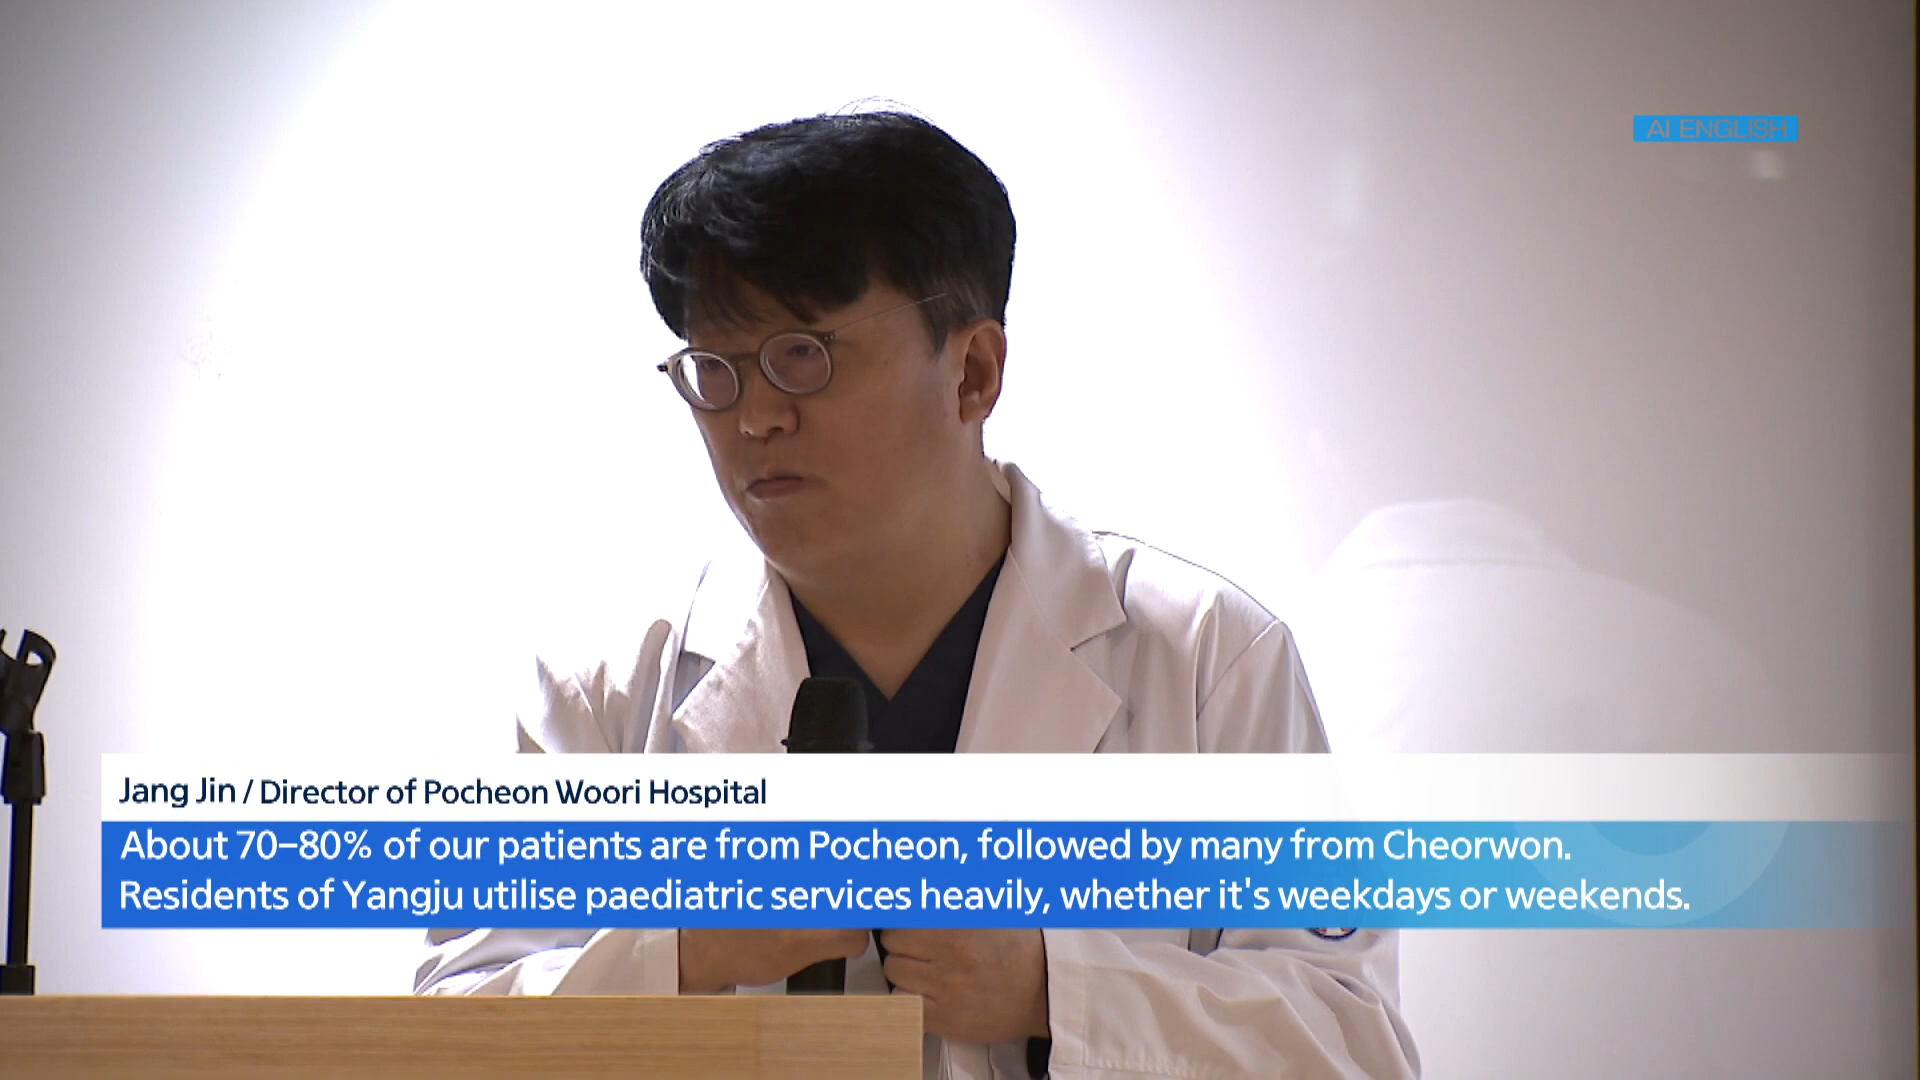 AI ENGLISH
Jang Jin / Director of Pocheon Woori Hospital
About 70–80% of our patients are from Pocheon, followed by many from Cheorwon.
Residents of Yangju utilise paediatric services heavily, whether it's weekdays or weekends.